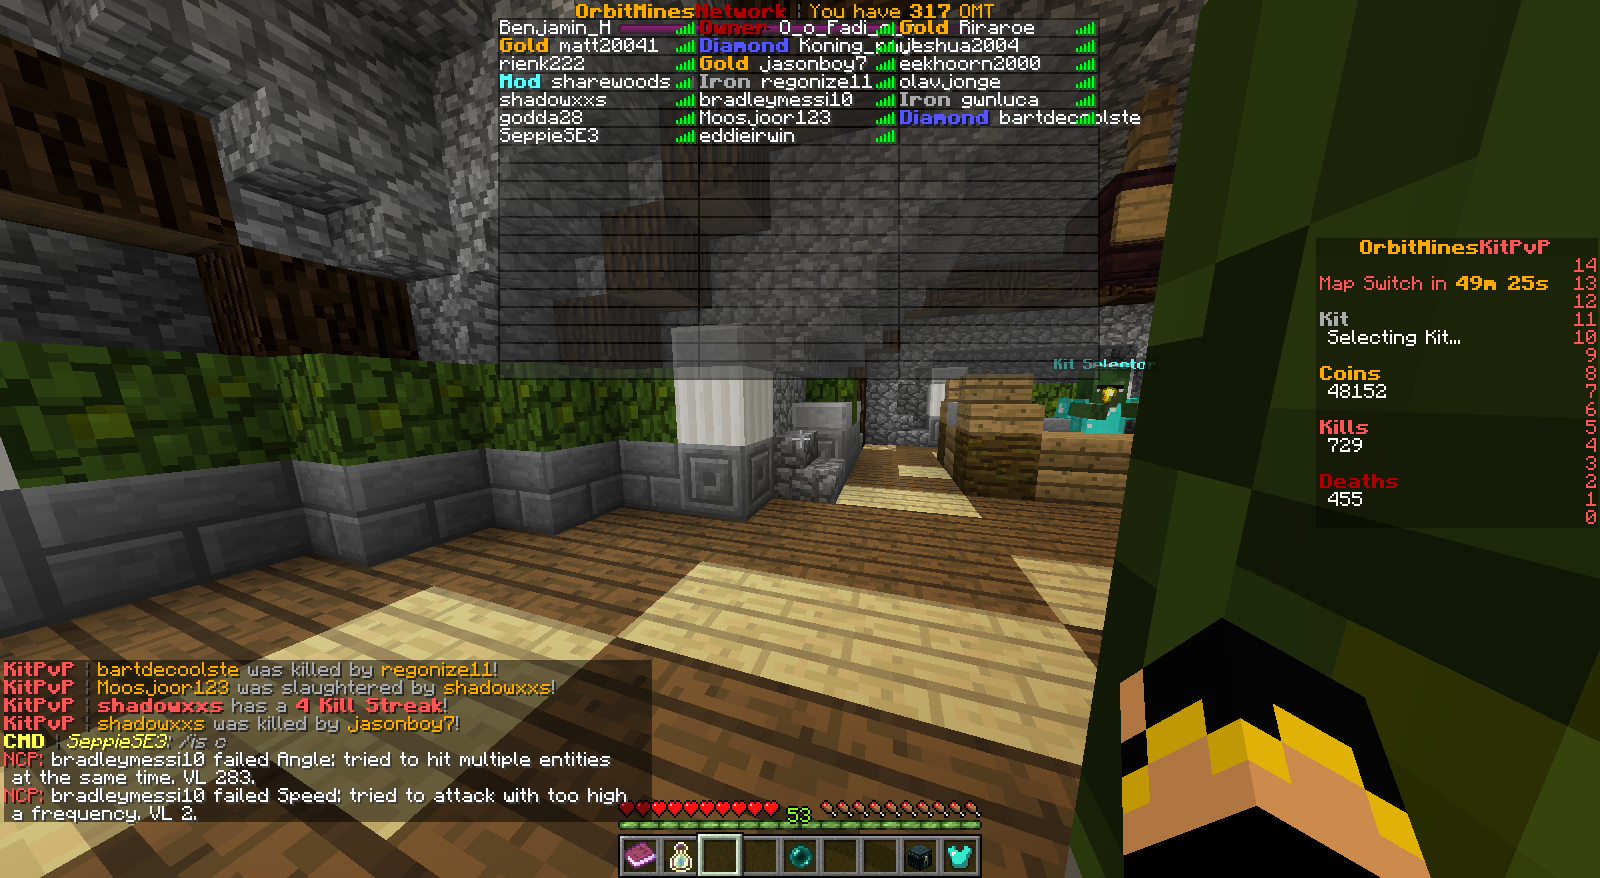 OrbitMinesNetwork | You have 317 OMT
Benjamin_H Owner O_o_Fadi_ Gold Riraroe
Gold matt20041 Diamond Koning_ jeshua2004
rienk222 Gold jasonboy7 eekhoorn2000
Mod sharewoods Iron regonize11 olavjonge
shadowxxs bradleymessi10 Iron gwnluca
godda28 Moosjoor123 Diamond bartdecoolste
SeppieSE3 eddieirwin
OrbitMinesKitPvP
14
Map Switch in 49m 25s 13
12
Kit 11
Selecting Kit... 10
9
Coins 8
48152 7
6
Kills 5
729 4
3
Deaths 2
455 1
0
Kit Selector
KitPvP | bartdecoolste was killed by regonize11!
KitPvP | Moosjoor123 was slaughtered by shadowxxs!
KitPvP | shadowxxs has a 4 Kill Streak!
KitPvP | shadowxxs was killed by jasonboy7!
CMD | SeppieSE3: /is c
NCP: bradleymessi10 failed Angle: tried to hit multiple entities
at the same time. VL 283.
NCP: bradleymessi10 failed Speed: tried to attack with too high
a frequency. VL 2.
53